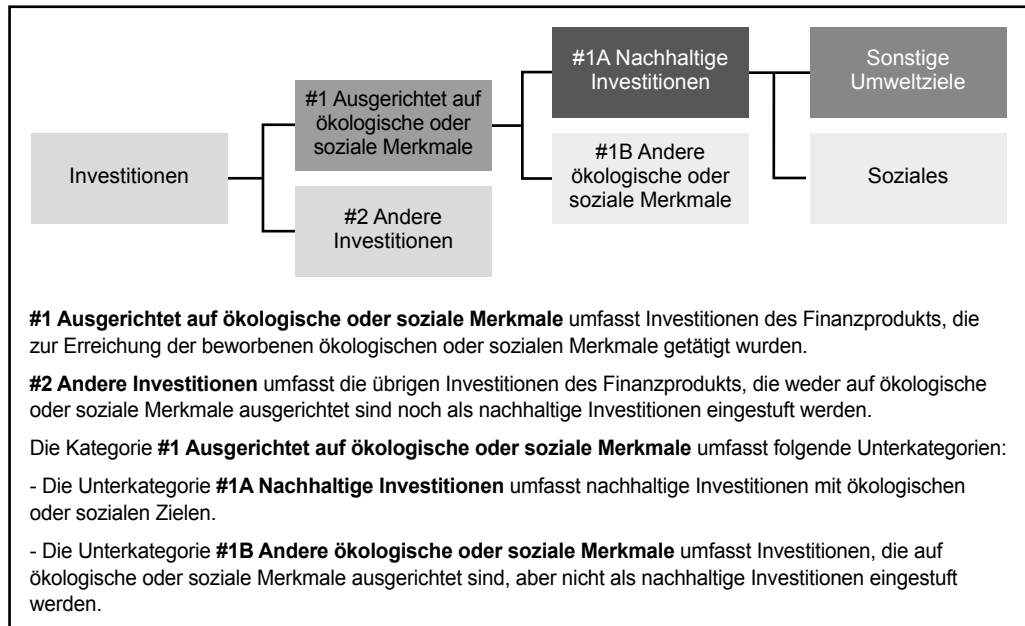 #1A Nachhaltige
Investitionen
Sonstige
Umweltziele
#1 Ausgerichtet auf
ökologische oder
soziale Merkmale
Investitionen
#1B Andere
ökologische oder
soziale Merkmale
Soziales
#2 Andere
Investitionen
#1 Ausgerichtet auf ökologische oder soziale Merkmale umfasst Investitionen des Finanzprodukts, die
zur Erreichung der beworbenen ökologischen oder sozialen Merkmale getätigt wurden.
#2 Andere Investitionen umfasst die übrigen Investitionen des Finanzprodukts, die weder auf ökologische
oder soziale Merkmale ausgerichtet sind noch als nachhaltige Investitionen eingestuft werden.
Die Kategorie #1 Ausgerichtet auf ökologische oder soziale Merkmale umfasst folgende Unterkategorien:
- Die Unterkategorie #1A Nachhaltige Investitionen umfasst nachhaltige Investitionen mit ökologischen
oder sozialen Zielen.
- Die Unterkategorie #1B Andere ökologische oder soziale Merkmale umfasst Investitionen, die auf
ökologische oder soziale Merkmale ausgerichtet sind, aber nicht als nachhaltige Investitionen eingestuft
werden.